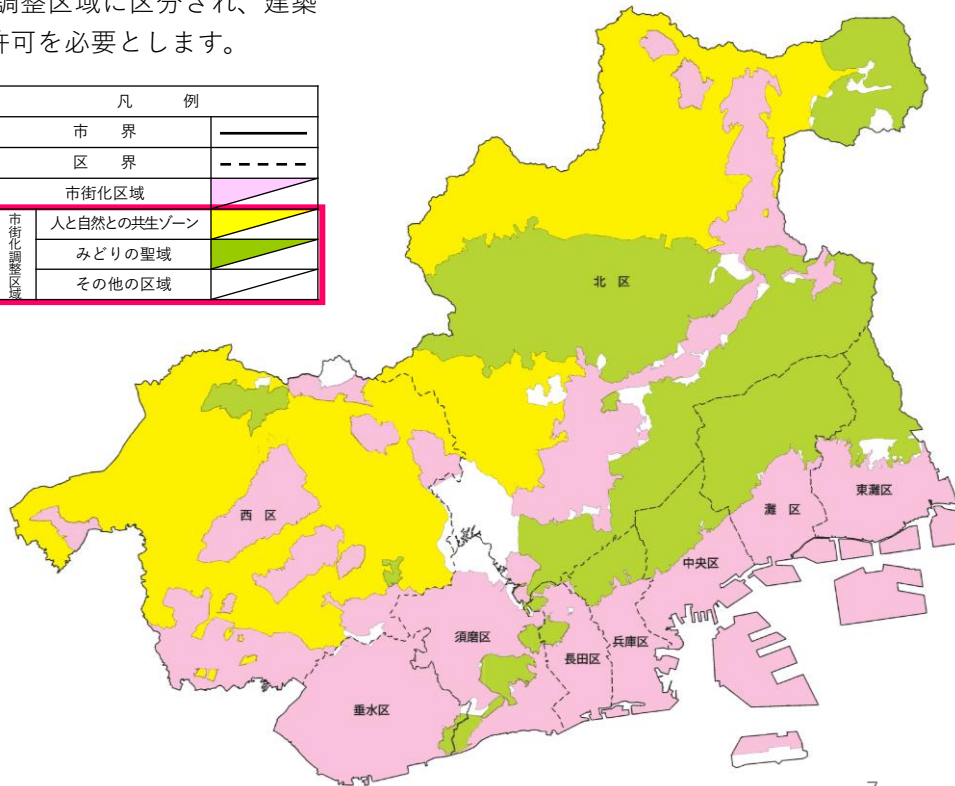 調整区域に区分され、建築
許可を必要とします。
凡 例
市 界
区 界
市街化区域
市街化調整区域
人と自然との共生ゾーン
みどりの聖域
その他の区域
北 区
西 区
東灘区
灘 区
中央区
兵庫区
須磨区
長田区
垂水区